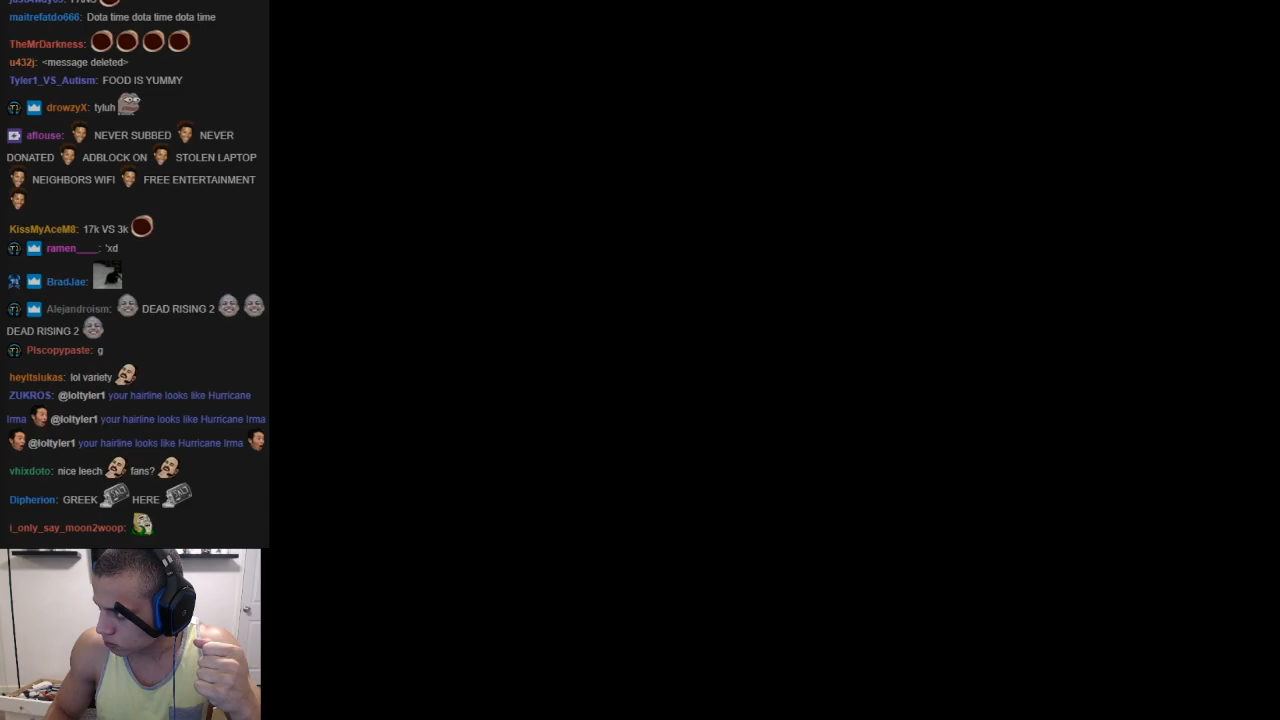 maitrefatdo666: Dota time dota time dota time
TheMrDarkness:
u432j: <message deleted>
Tyler1_VS_Autism: FOOD IS YUMMY
drowzyX: tyluh
aflouse: NEVER SUBBED NEVER
DONATED ADBLOCK ON STOLEN LAPTOP
NEIGHBORS WIFI FREE ENTERTAINMENT
KissMyAceM8: 17k VS 3k
ramen____: 'xd
BradJae:
Alejandroism: DEAD RISING 2
DEAD RISING 2
Plscopypaste: g
heyItslukas: lol variety
ZUKROS: @loltyler1 your hairline looks like Hurricane
Irma @loltyler1 your hairline looks like Hurricane Irma
@loltyler1 your hairline looks like Hurricane Irma
vhixdoto: nice leech fans?
Dipherion: GREEK HERE
i_only_say_moon2woop: